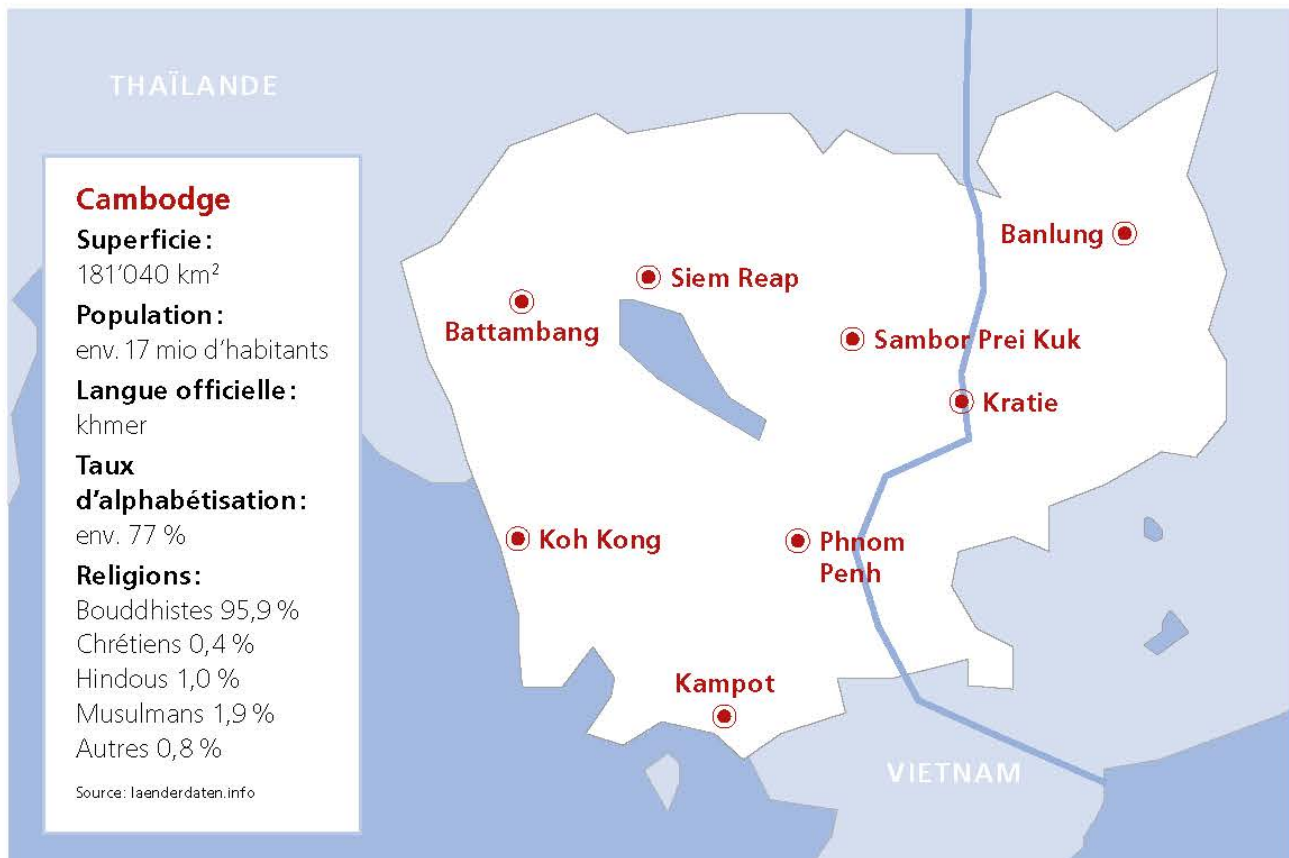 THAÏLANDE
Cambodge
Superficie :
181’040 km²
Population :
env. 17 mio d’habitants
Langue officielle :
khmer
Taux
d’alphabétisation :
env. 77 %
Religions :
Bouddhistes 95,9 %
Chrétiens 0,4 %
Hindous 1,0 %
Musulmans 1,9 %
Autres 0,8 %
Source: laenderdaten.info
Banlung
Siem Reap
Battambang
Sambor Prei Kuk
Kratie
Koh Kong
Phnom
Penh
Kampot
VIETNAM